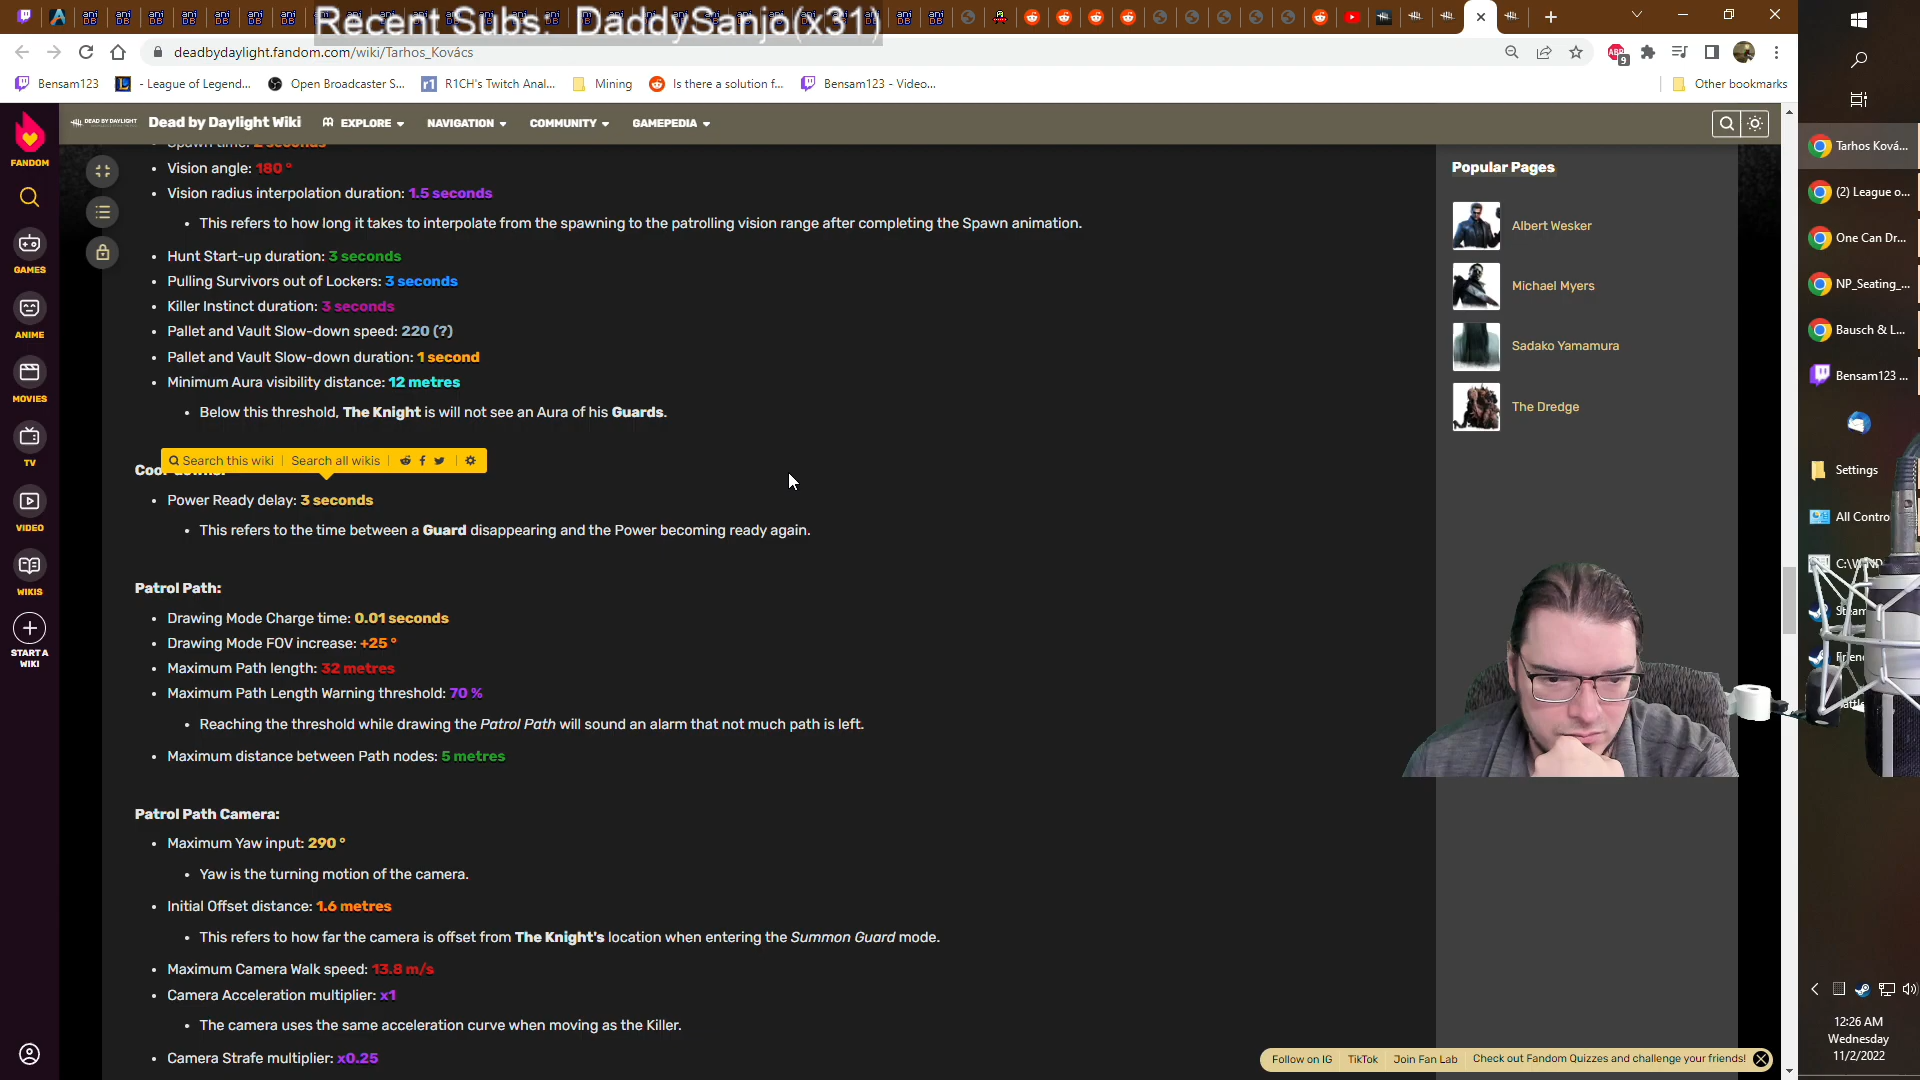 Recent Subs: DaddySanjo(x31)
deadbydaylight.fandom.com/wiki/Tarhos_Kovács
Bensam123
- League of Legend...
Open Broadcaster S...
R1CH's Twitch Anal...
Mining
Is there a solution f...
Bensam123 - Video...
Other bookmarks
FANDOM
GAMES
ANIME
MOVIES
TV
VIDEO
WIKIS
START A
WIKI
DEAD BY DAYLIGHT
Dead by Daylight Wiki
EXPLORE
NAVIGATION
COMMUNITY
GAMEPEDIA
Spawn time: 2 seconds
Vision angle: 180 °
Vision radius interpolation duration: 1.5 seconds
This refers to how long it takes to interpolate from the spawning to the patrolling vision range after completing the Spawn animation.
Hunt Start-up duration: 3 seconds
Pulling Survivors out of Lockers: 3 seconds
Killer Instinct duration: 3 seconds
Pallet and Vault Slow-down speed: 220 (?)
Pallet and Vault Slow-down duration: 1 second
Minimum Aura visibility distance: 12 metres
Below this threshold, The Knight is will not see an Aura of his Guards.
Search this wiki
Search all wikis
Power Ready delay: 3 seconds
This refers to the time between a Guard disappearing and the Power becoming ready again.
Patrol Path:
Drawing Mode Charge time: 0.01 seconds
Drawing Mode FOV increase: +25 °
Maximum Path length: 32 metres
Maximum Path Length Warning threshold: 70 %
Reaching the threshold while drawing the Patrol Path will sound an alarm that not much path is left.
Maximum distance between Path nodes: 5 metres
Patrol Path Camera:
Maximum Yaw input: 290 °
Yaw is the turning motion of the camera.
Initial Offset distance: 1.6 metres
This refers to how far the camera is offset from The Knight's location when entering the Summon Guard mode.
Maximum Camera Walk speed: 13.8 m/s
Camera Acceleration multiplier: x1
The camera uses the same acceleration curve when moving as the Killer.
Camera Strafe multiplier: x0.25
Popular Pages
Albert Wesker
Michael Myers
Sadako Yamamura
The Dredge
Follow on IG
TikTok
Join Fan Lab
Check out Fandom Quizzes and challenge your friends!
Tarhos Ková...
(2) League o...
One Can Dr...
NP_Seating_...
Bausch & L...
Bensam123 ...
Settings
All Contro
12:26 AM
Wednesday
11/2/2022